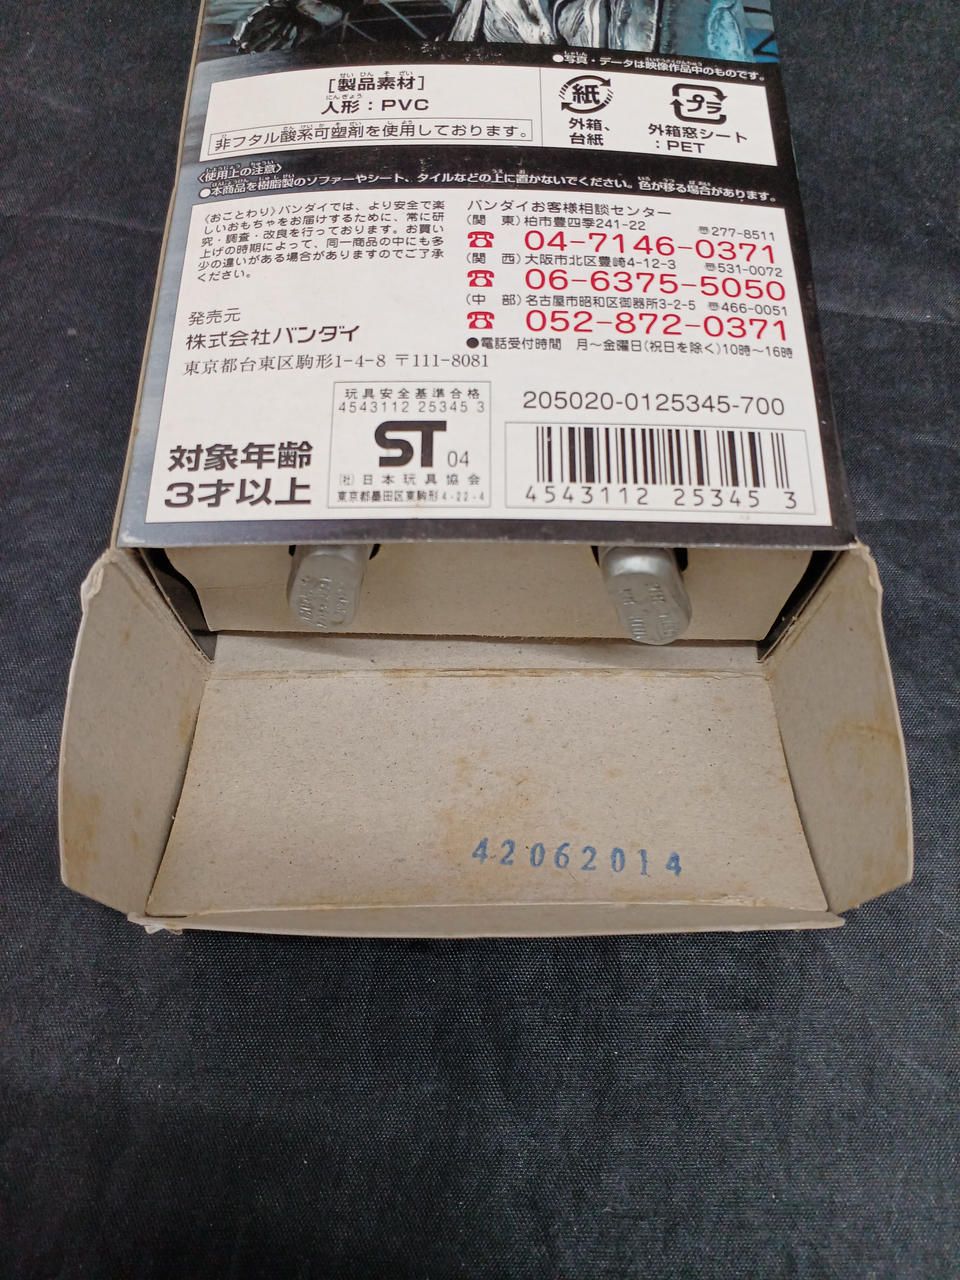 ●写真・データは映像作品中のものです。
［製品素材］
人形：PVC
非フタル酸系可塑剤を使用しております。
紙
外箱、
台紙
プラ
外箱窓シート
：PET
〈使用上の注意〉
●本商品を樹脂製のソファーやシート、タイルなどの上に置かないでください。色が移る場合があります。
〈おことわり〉バンダイでは、より安全で楽
しいおもちゃをお届けするために、常に研
究・調査・改良を行っております。お買い
上げの時期によって、同一商品の中にも多
少の違いがある場合がありますのでご了承
ください。
発売元
株式会社バンダイ
東京都台東区駒形1-4-8 〒111-8081
バンダイお客様相談センター
（関　東）柏市豊四季241-22 〠277-8511
☎ 04-7146-0371
（関　西）大阪市北区豊崎4-12-3 〠531-0072
☎ 06-6375-5050
（中　部）名古屋市昭和区御器所3-2-5 〠466-0051
☎ 052-872-0371
●電話受付時間　月～金曜日（祝日を除く）10時～16時
対象年齢
3才以上
玩具安全基準合格
4543112 25345 3
ST 04
（社）日本玩具協会
東京都墨田区東駒形4-22-4
205020-0125345-700
4543112 25345 3
42062014